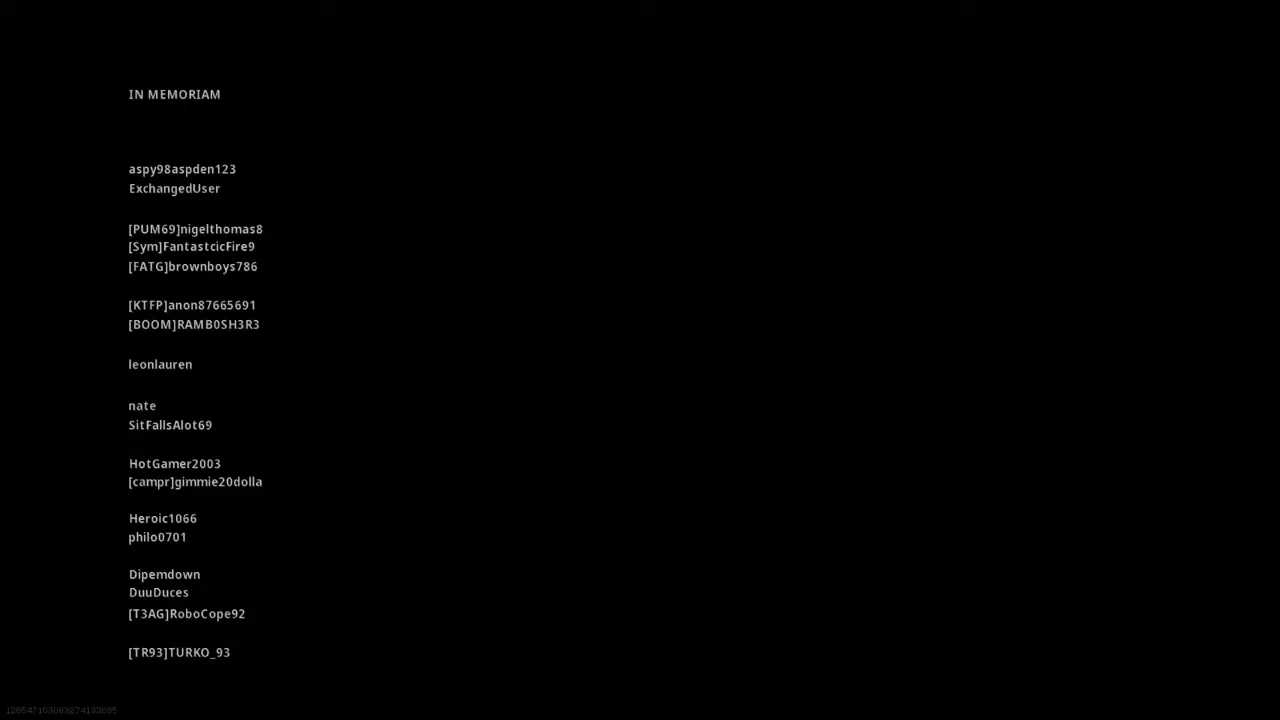 IN MEMORIAM
aspy98aspden123
ExchangedUser
[PUM69]nigelthomas8
[Sym]FantastcicFire9
[FATG]brownboys786
[KTFP]anon87665691
[BOOM]RAMB0SH3R3
leonlauren
nate
SitFallsAlot69
HotGamer2003
[campr]gimmie20dolla
Heroic1066
philo0701
Dipemdown
DuuDuces
[T3AG]RoboCope92
[TR93]TURKO_93